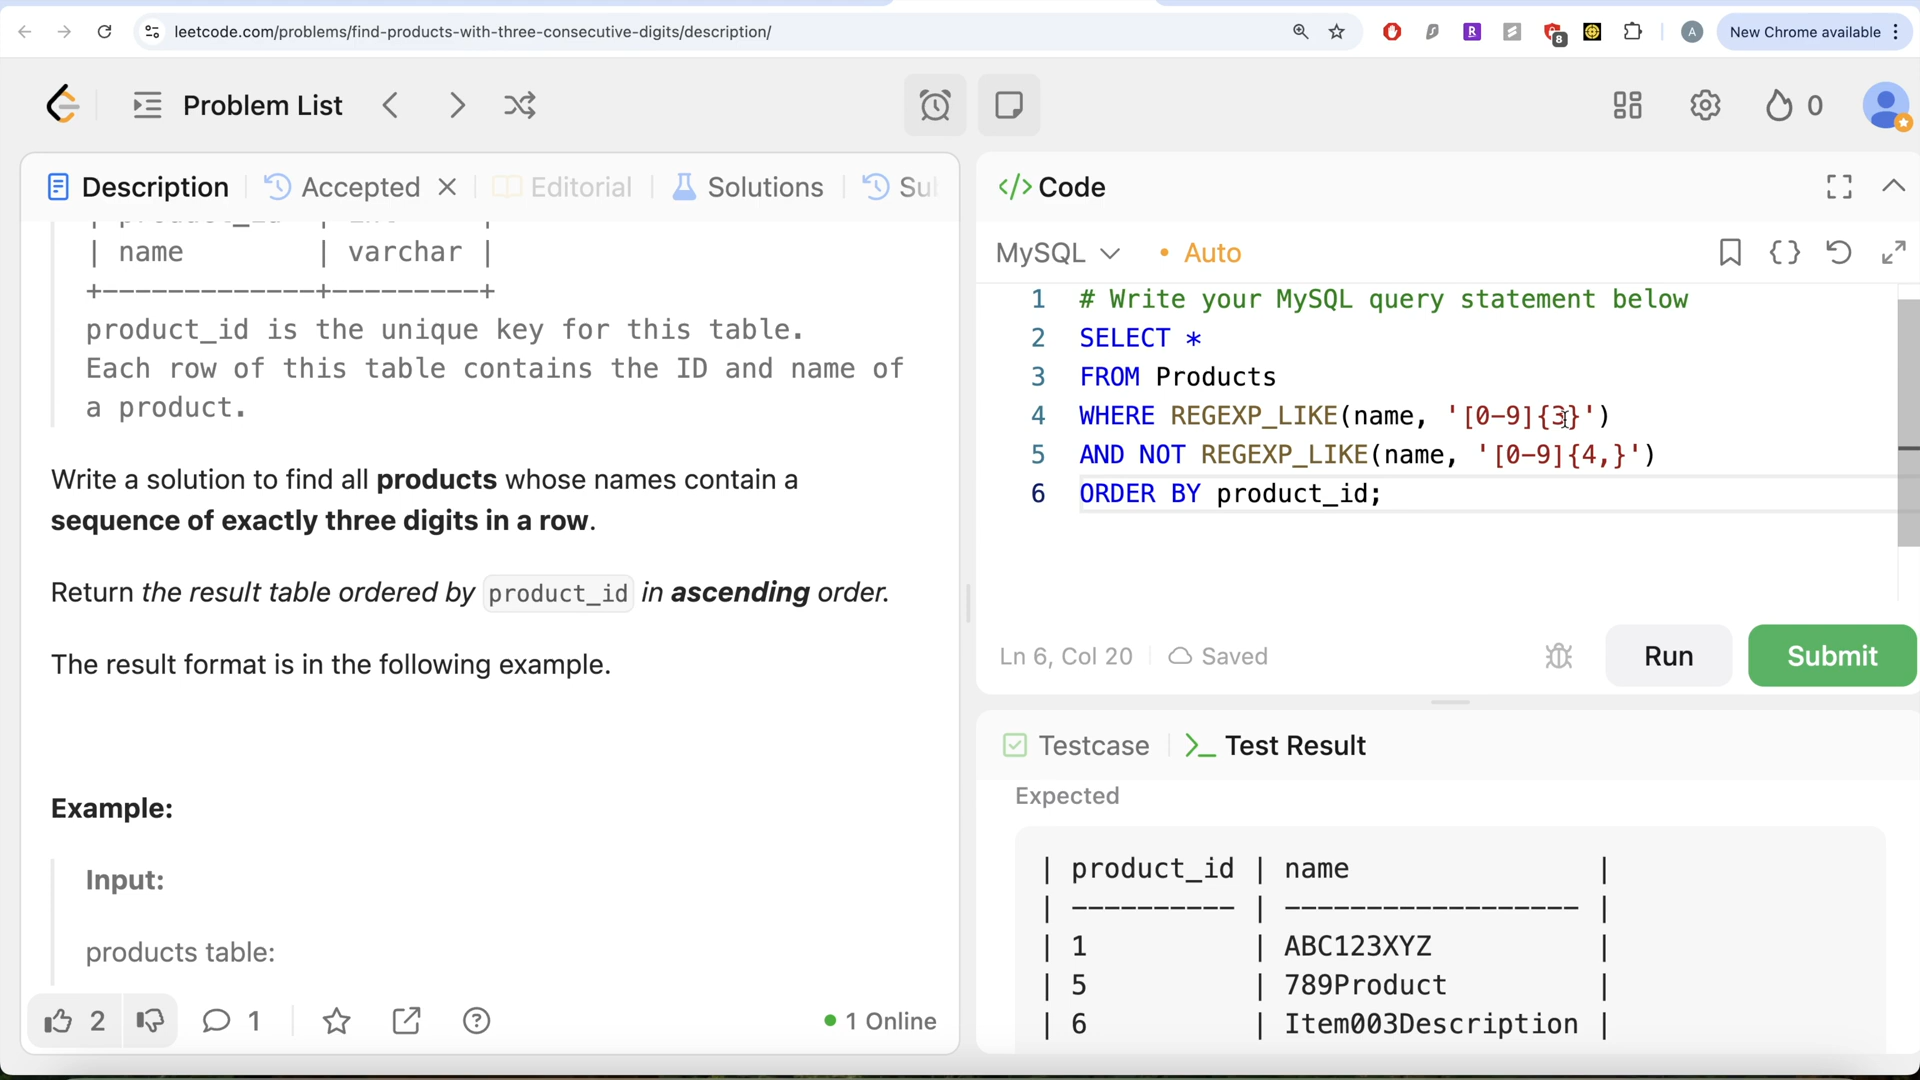 leetcode.com/problems/find-products-with-three-consecutive-digits/description/
R
8
A
New Chrome available
Problem List
0
Description
Accepted
Editorial
Solutions
Su
</> Code
| name | varchar |
+-------------+---------+
product_id is the unique key for this table.
Each row of this table contains the ID and name of
a product.
Write a solution to find all products whose names contain a
sequence of exactly three digits in a row.
Return the result table ordered by product_id in ascending order.
The result format is in the following example.
Example:
Input:
products table:
2
1
1 Online
MySQL
Auto
1 # Write your MySQL query statement below
2 SELECT *
3 FROM Products
4 WHERE REGEXP_LIKE(name, '[0-9]{3}')
5 AND NOT REGEXP_LIKE(name, '[0-9]{4,}')
6 ORDER BY product_id;
Ln 6, Col 20
Saved
Run
Submit
Testcase
Test Result
Expected
| product_id | name |
| ---------- | ------------------ |
| 1 | ABC123XYZ |
| 5 | 789Product |
| 6 | Item003Description |